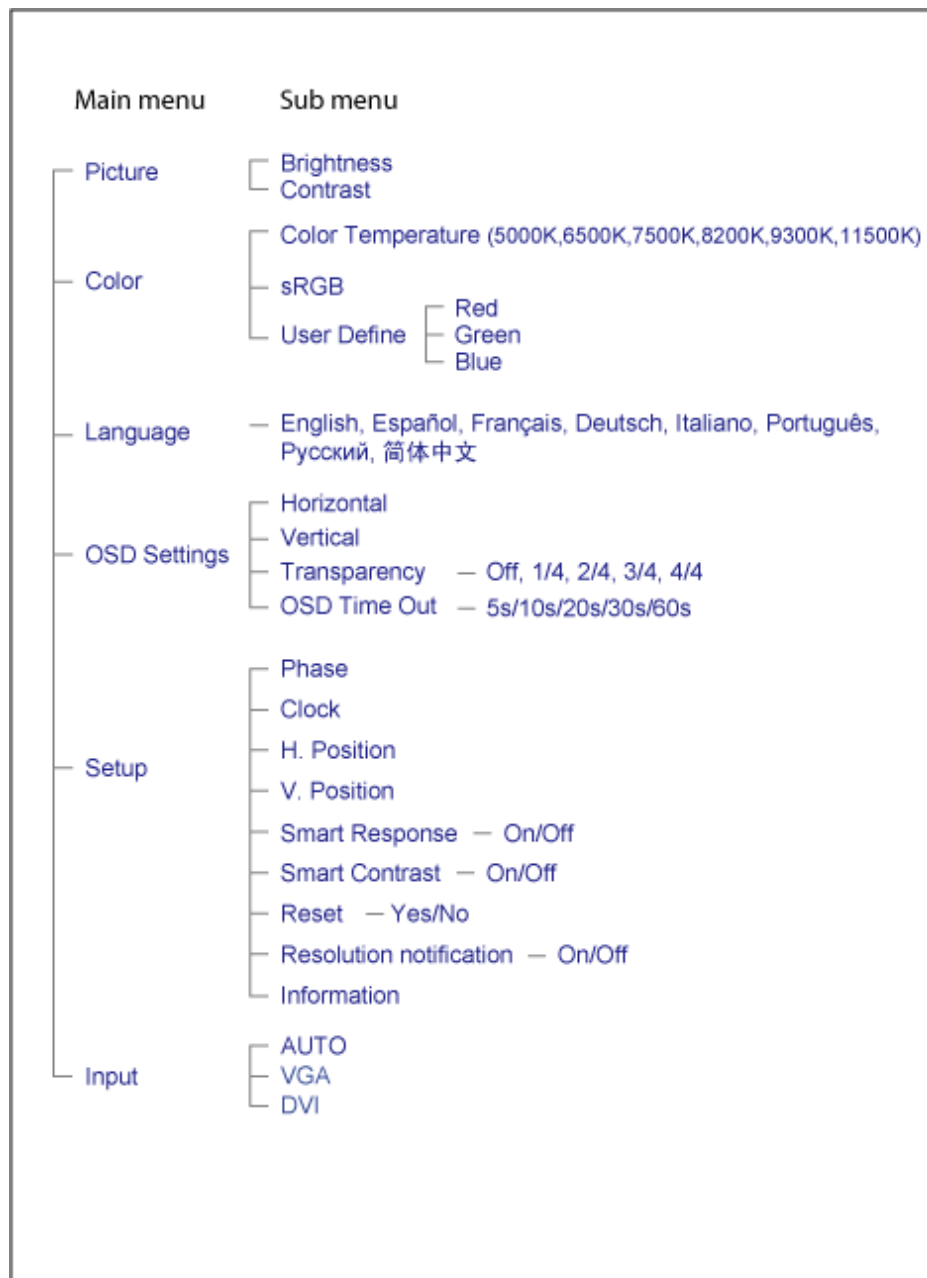 Main menu Sub menu
Picture Brightness
Contrast
Color Temperature (5000K,6500K,7500K,8200K,9300K,11500K)
Color sRGB
Red
User Define Green
Blue
Language English, Español, Français, Deutsch, Italiano, Português,
Русский, 简体中文
Horizontal
Vertical
OSD Settings
Transparency — Off, 1/4, 2/4, 3/4, 4/4
OSD Time Out — 5s/10s/20s/30s/60s
Phase
Clock
H. Position
Setup
V. Position
Smart Response — On/Off
Smart Contrast — On/Off
Reset — Yes/No
Resolution notification — On/Off
Information
AUTO
Input VGA
DVI